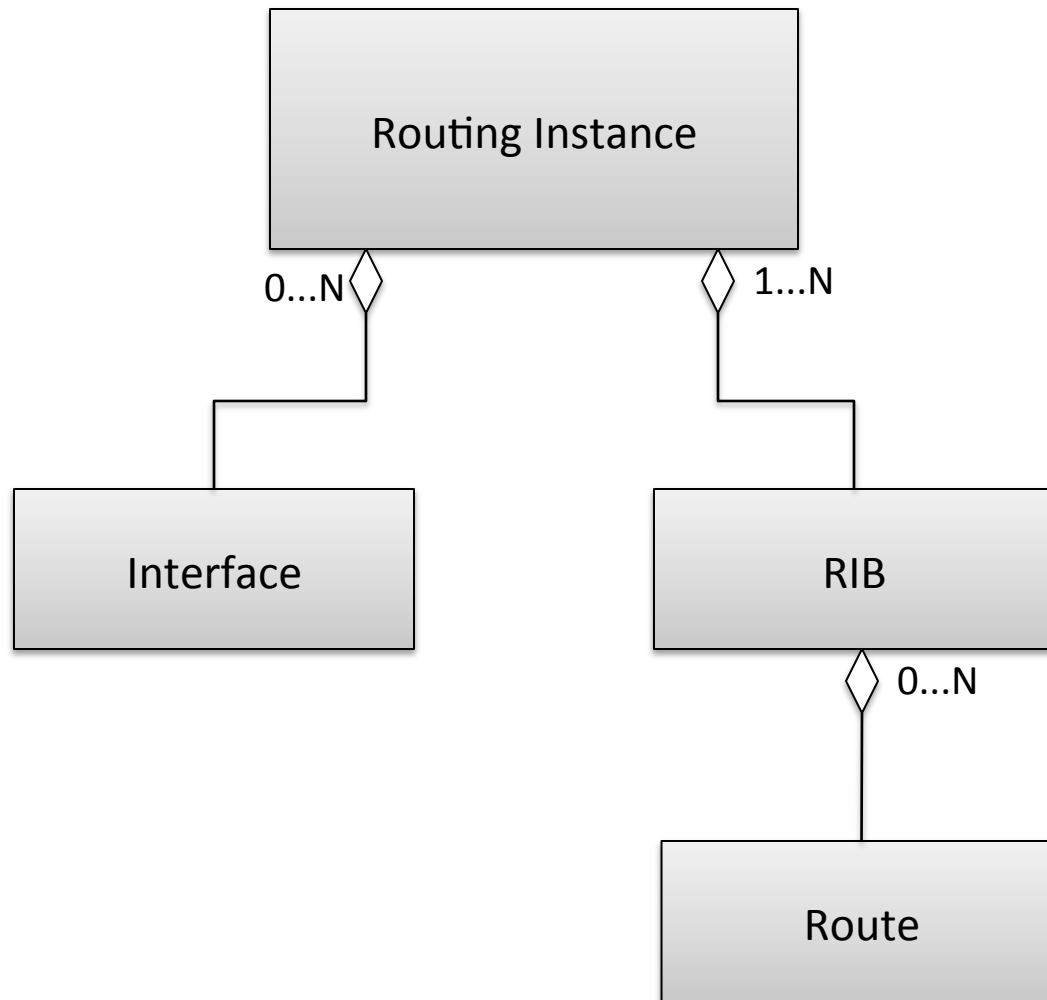 Routing Instance
0...N
1...N
Interface
RIB
0...N
Route